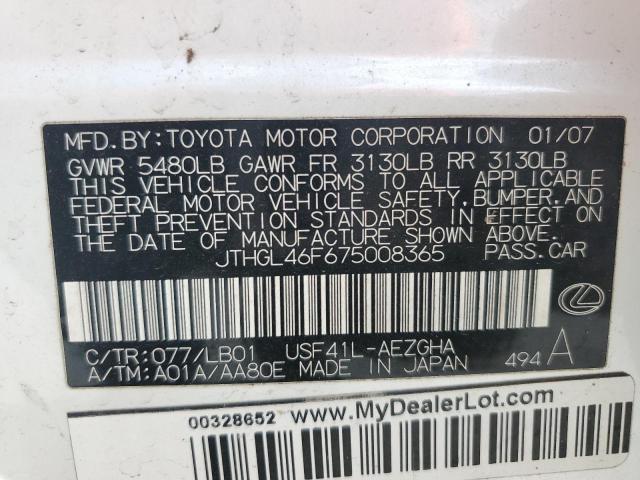 MFD. BY: TOYOTA MOTOR CORPORATION 01/07
GVWR 5480LB GAWR FR 3130LB RR 3130LB
THIS VEHICLE CONFORMS TO ALL APPLICABLE
FEDERAL MOTOR VEHICLE SAFETY, BUMPER, AND
THEFT PREVENTION STANDARDS IN EFFECT ON
THE DATE OF MANUFACTURE SHOWN ABOVE.
JTHGL46F675008365 PASS. CAR
C/TR: 077/LB01 USF41L-AEZGHA
A/TM: A01A/AA80E MADE IN JAPAN 494 A
00328652 www.MyDealerLot.com